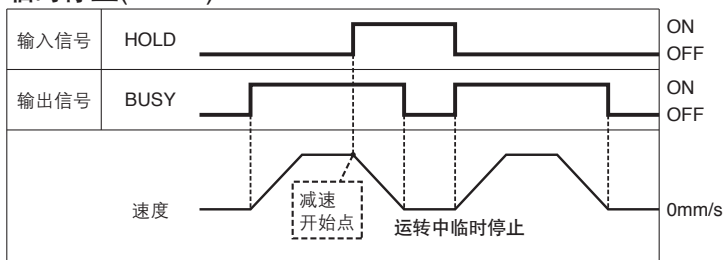 输入信号 HOLD ON
OFF
输出信号 BUSY ON
OFF
速度 0mm/s
减速
开始点
运转中临时停止